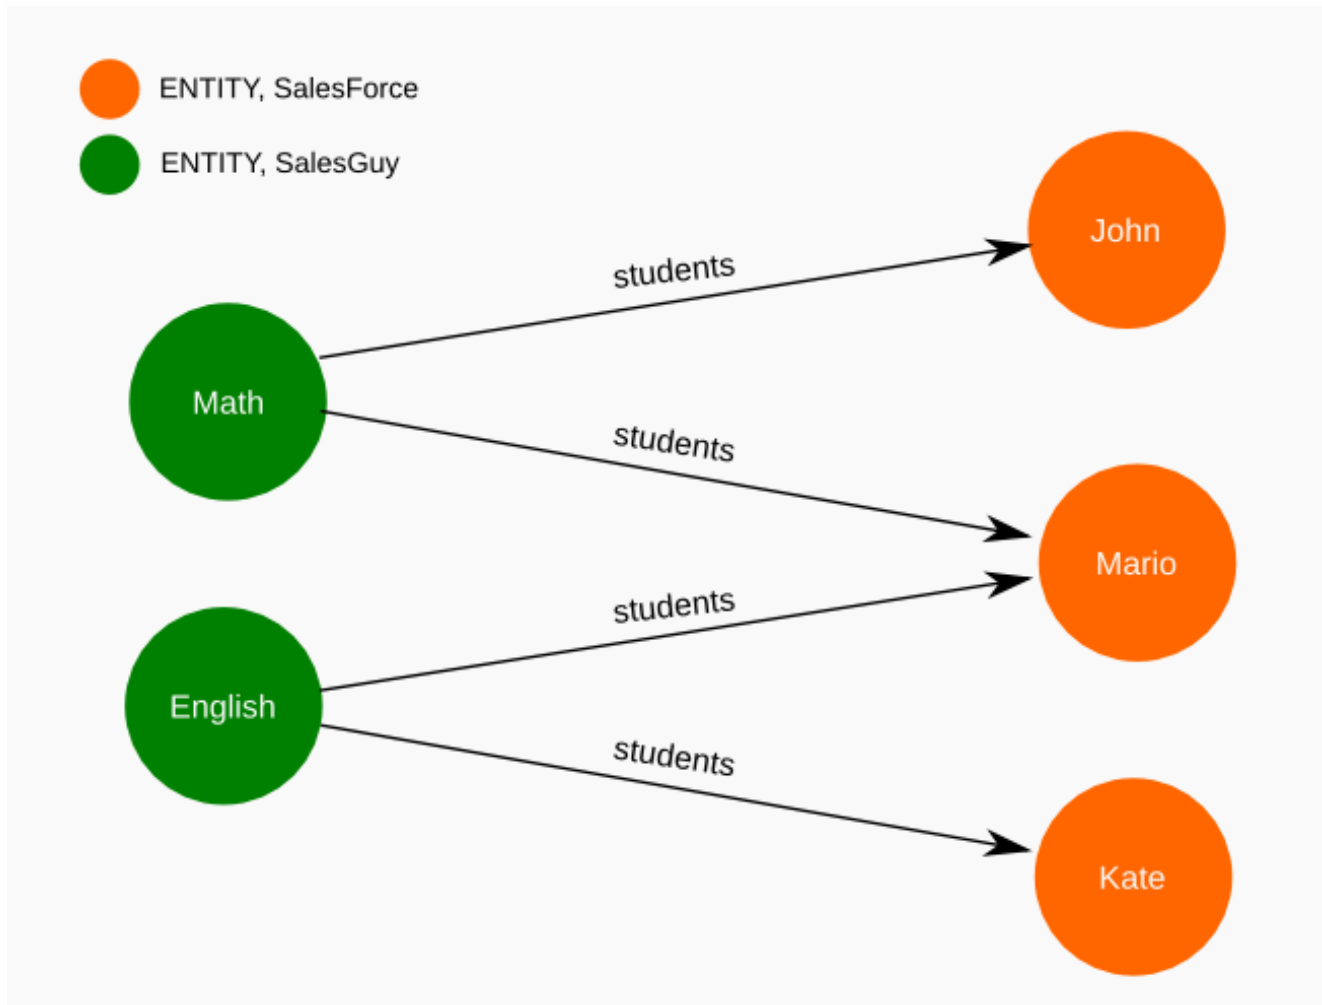 ENTITY, SalesForce
ENTITY, SalesGuy
John
students
Math
students
Mario
students
English
students
Kate